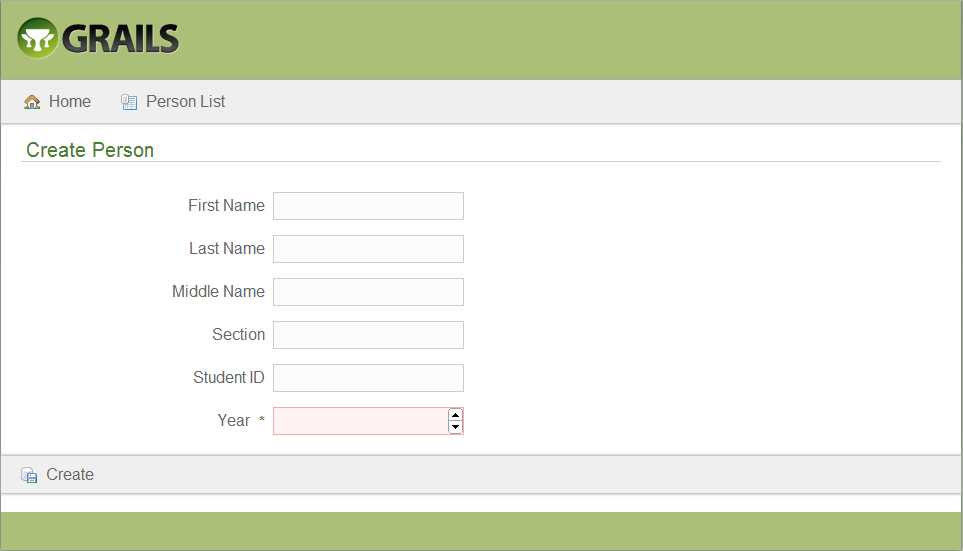 GRAILS
Home Person List
Create Person
First Name
Last Name
Middle Name
Section
Student ID
Year *
Create